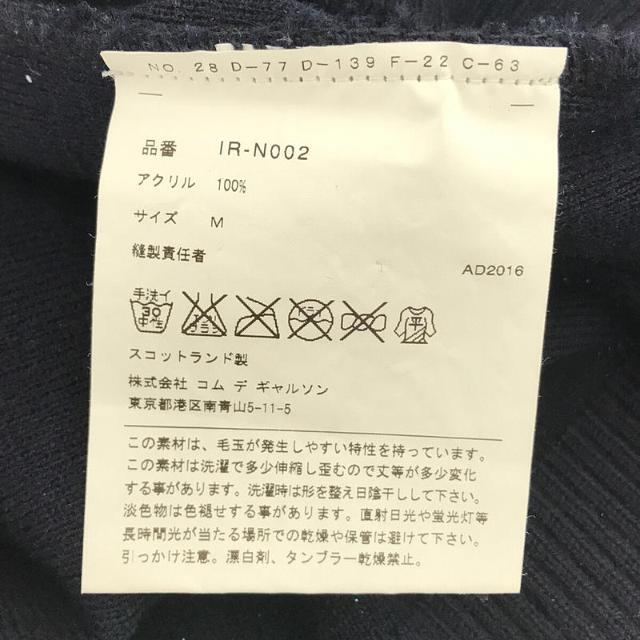 NO. 28 D-77 D-139 F-22 C-63
品番 IR-N002
アクリル 100%
サイズ M
縫製責任者
AD2016
手洗イ
30
中性
エンソ
平
スコットランド製
株式会社 コム デ ギャルソン
東京都港区南青山5-11-5
この素材は、毛玉が発生しやすい特性を持っています。
この素材は洗濯で多少伸縮し歪むので丈等が多少変化
する事があります。洗濯時は形を整え日陰干しして下さい。
淡色物は色褪せする事があります。直射日光や蛍光灯等
長時間光が当たる場所での乾燥や保管は避けて下さい。
引っかけ注意。漂白剤、タンブラー乾燥禁止。